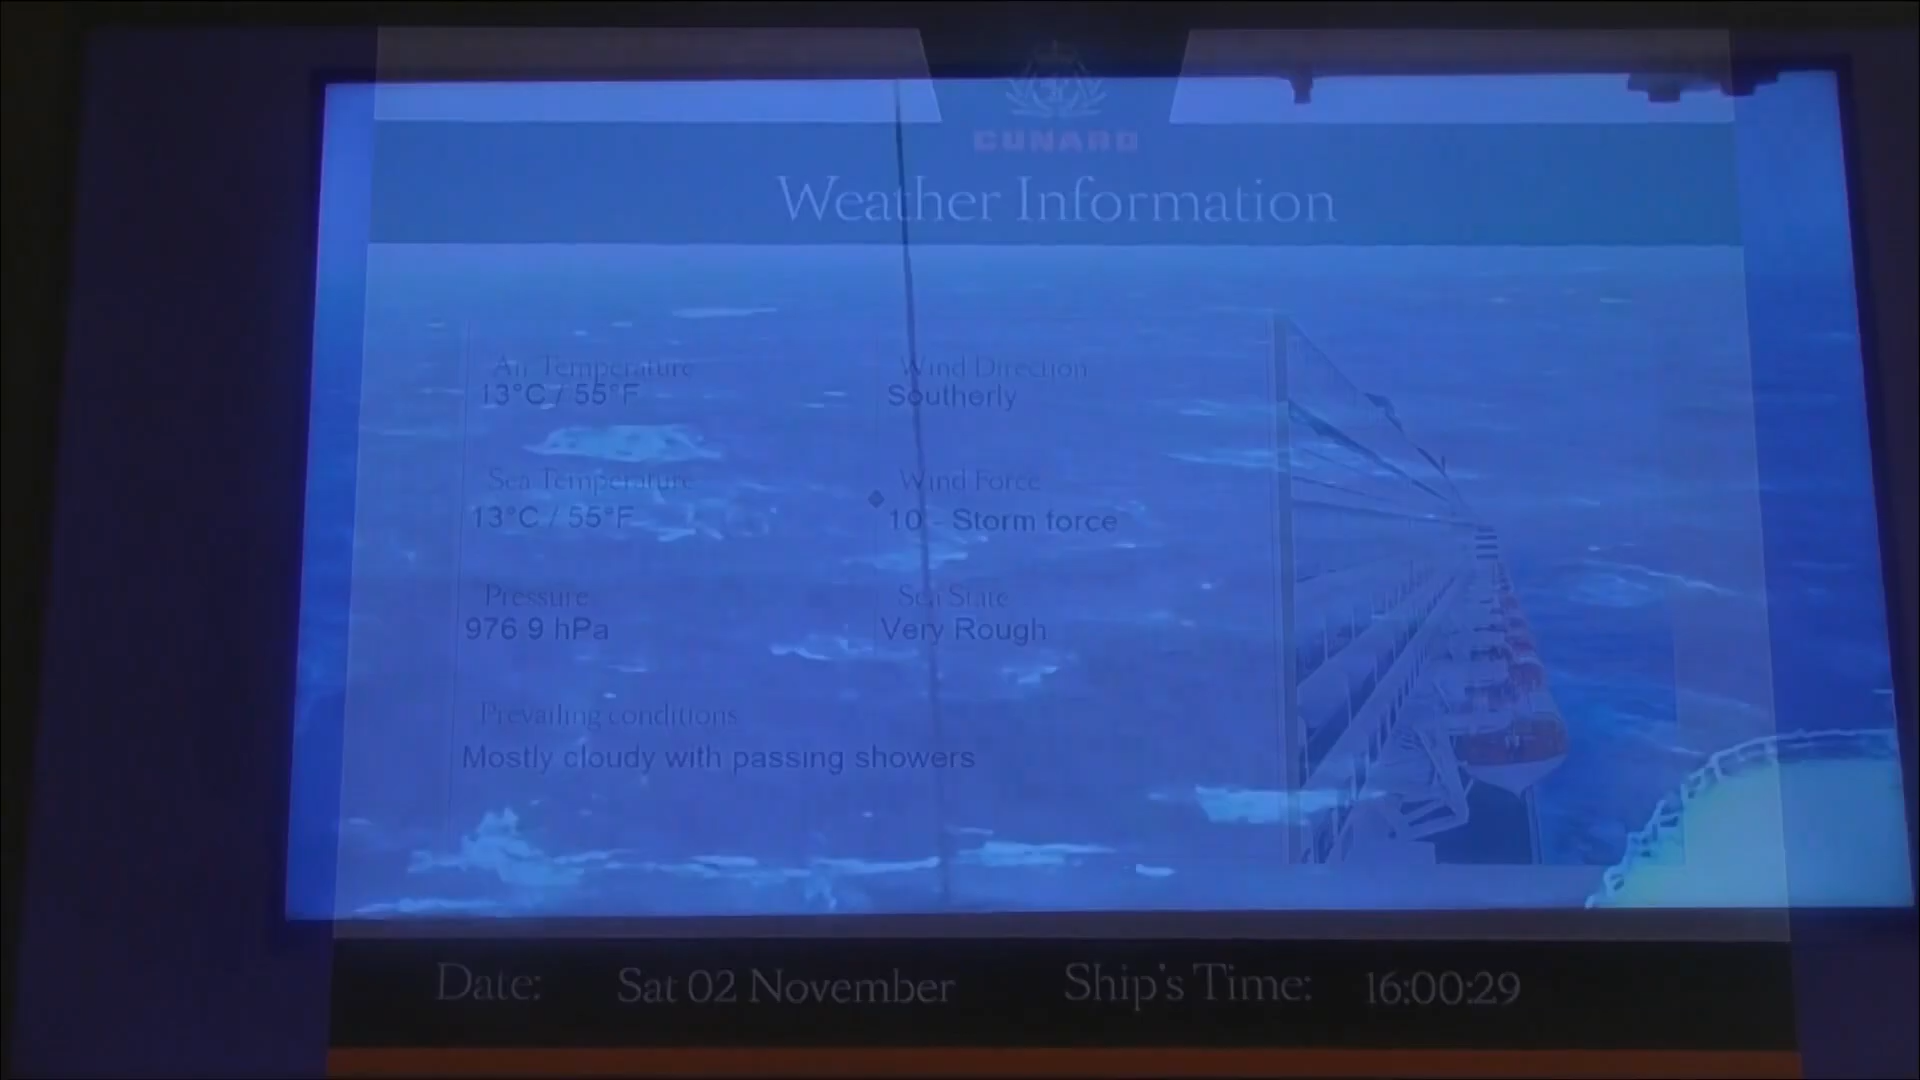 CUNARD
Weather Information
Air Temperature
13°C / 55°F
Wind Direction
Southerly
Sea Temperature
13°C / 55°F
Wind Force
10 - Storm force
Pressure
976.9 hPa
Sea State
Very Rough
Prevailing conditions
Mostly cloudy with passing showers
Date: Sat 02 November Ship's Time: 16:00:29